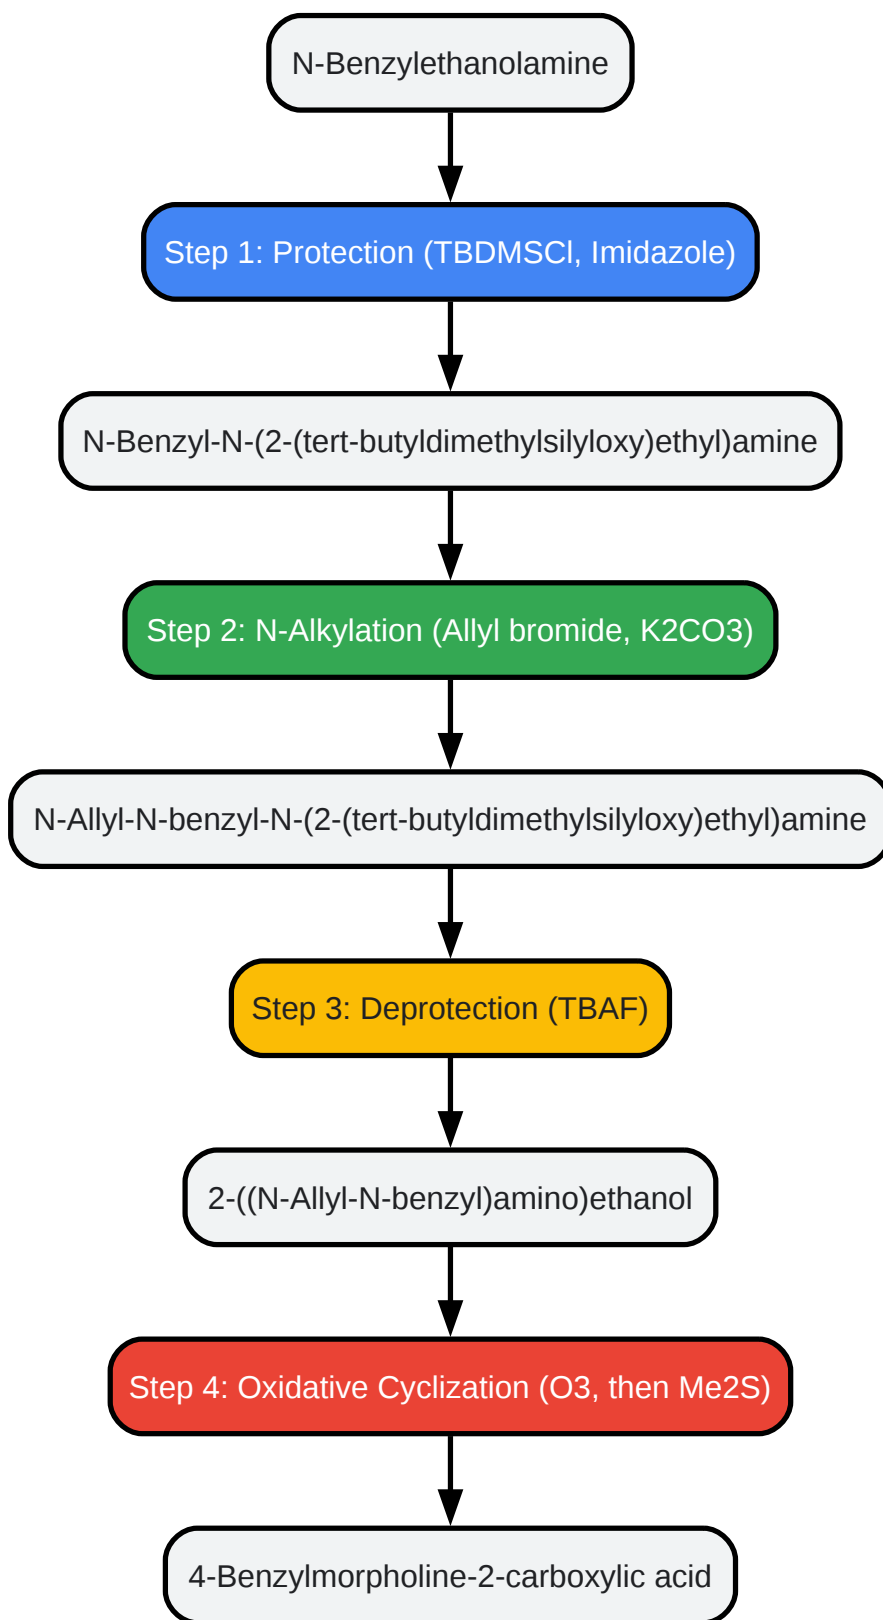 N-Benzylethanolamine
Step 1: Protection (TBDMSCl, Imidazole)
N-Benzyl-N-(2-(tert-butyldimethylsilyloxy)ethyl)amine
Step 2: N-Alkylation (Allyl bromide, K2CO3)
N-Allyl-N-benzyl-N-(2-(tert-butyldimethylsilyloxy)ethyl)amine
Step 3: Deprotection (TBAF)
2-((N-Allyl-N-benzyl)amino)ethanol
Step 4: Oxidative Cyclization (O3, then Me2S)
4-Benzylmorpholine-2-carboxylic acid